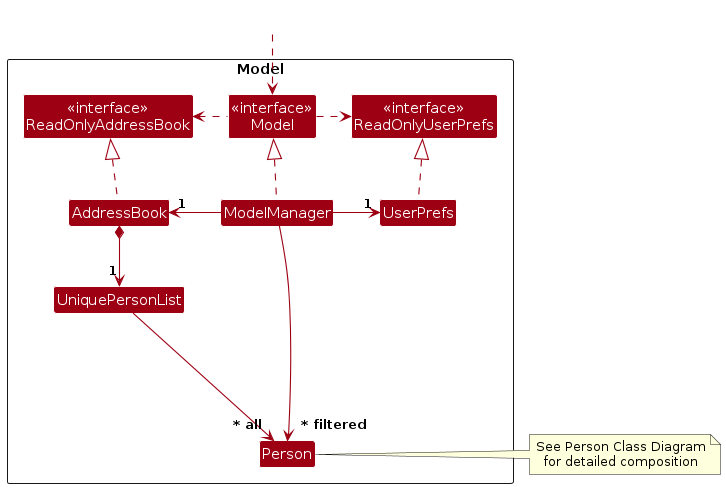 Model
«interface»
ReadOnlyAddressBook
«interface»
Model
«interface»
ReadOnlyUserPrefs
AddressBook
1
ModelManager
1
UserPrefs
1
UniquePersonList
* all
* filtered
Person
See Person Class Diagram
for detailed composition